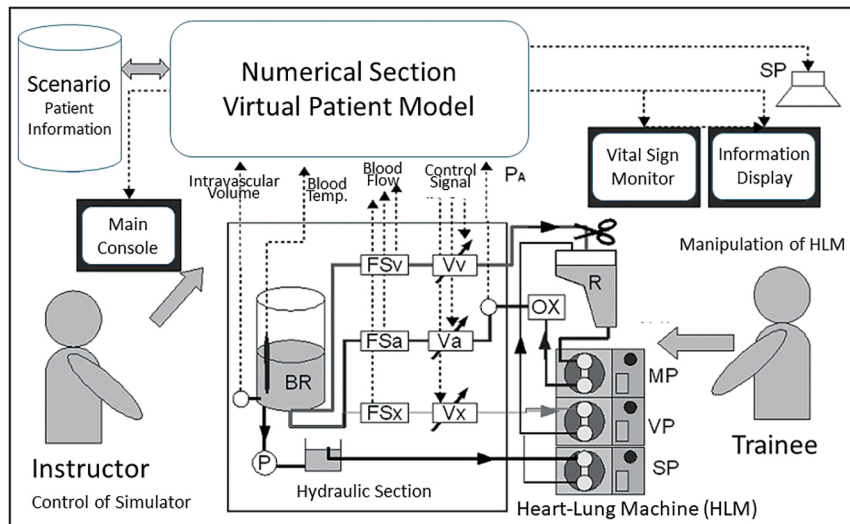 Scenario
Patient
Information
Numerical Section
Virtual Patient Model
SP
Vital Sign
Monitor
Information
Display
Main
Console
Intravascular
Volume
Blood
Temp.
Blood
Flow
Control
Signal
PA
Manipulation of HLM
FSv
Vv
R
OX
FSa
Va
BR
MP
FSx
Vx
VP
P
SP
Instructor
Control of Simulator
Hydraulic Section
Trainee
Heart-Lung Machine (HLM)